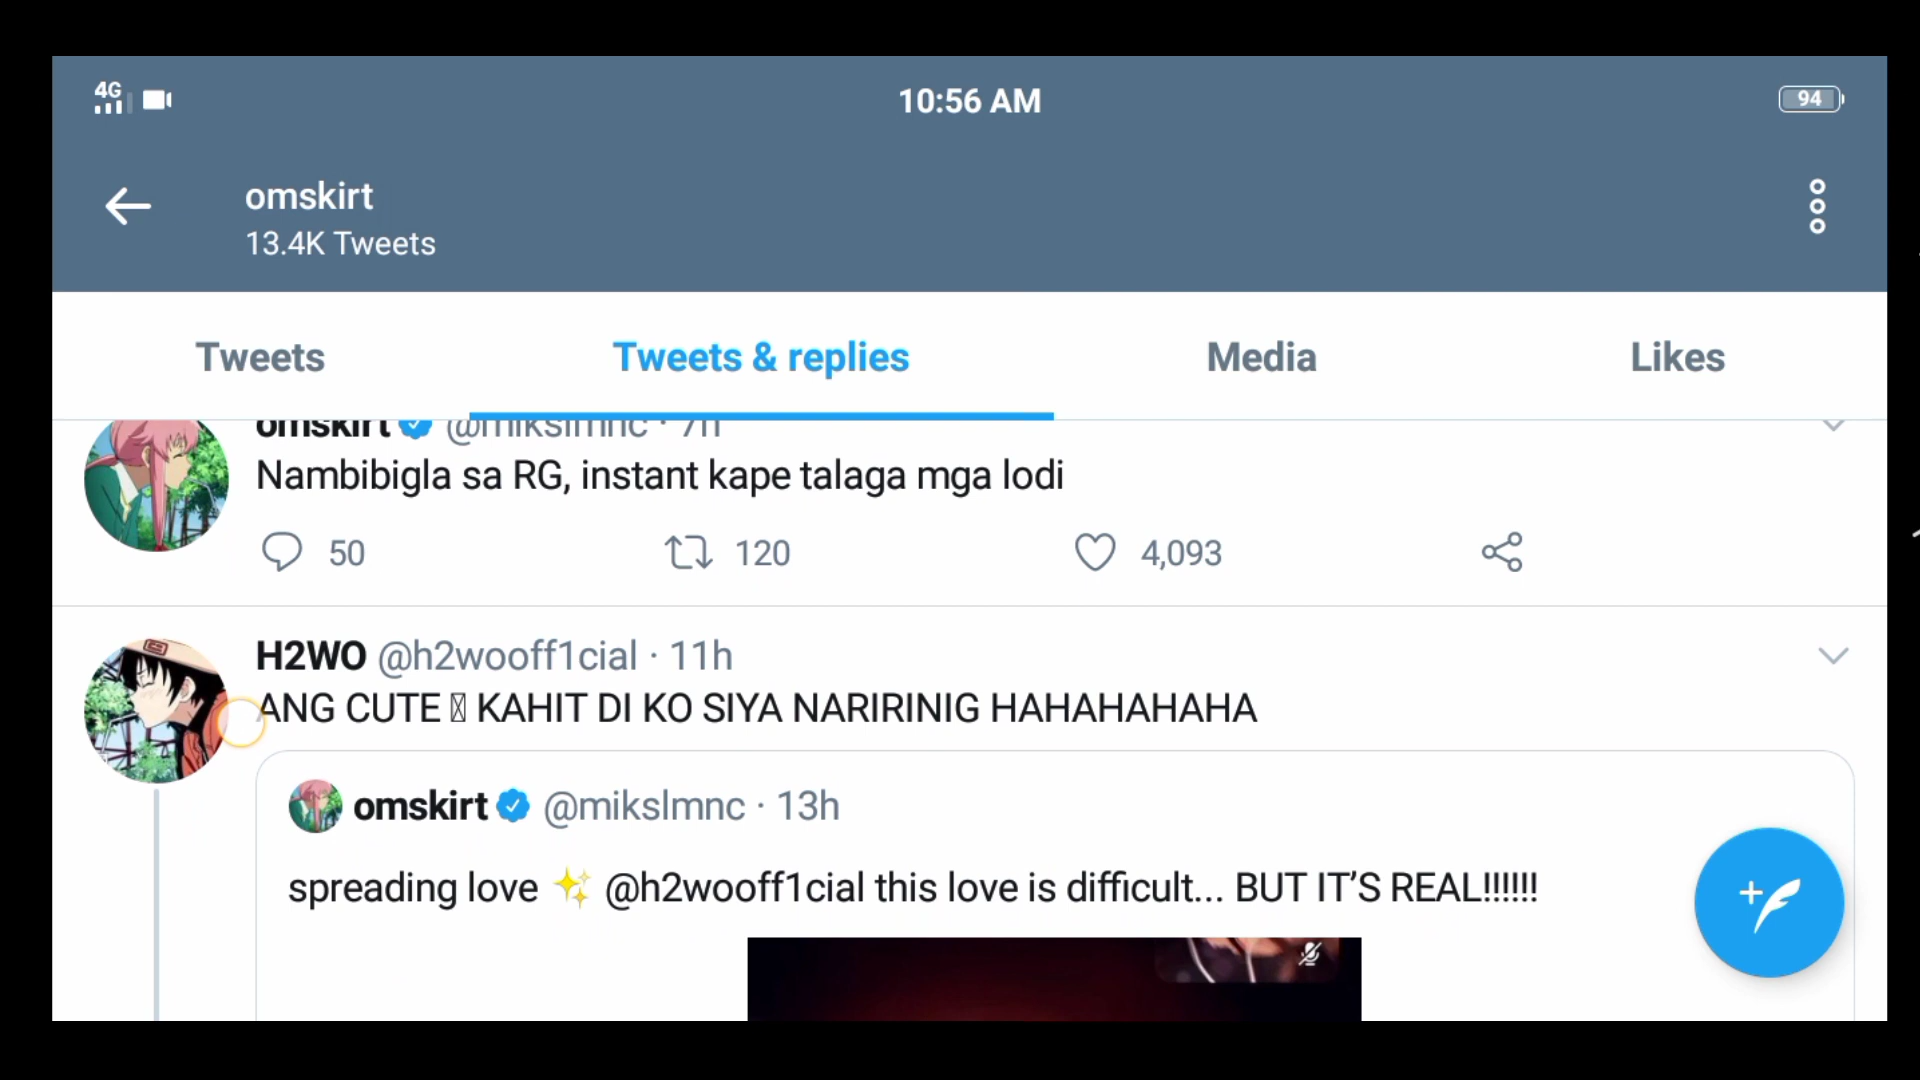 4G
10:56 AM
94
omskirt
13.4K Tweets
Tweets
Tweets & replies
Media
Likes
omskirt @mikslmnc · 7h
Nambibigla sa RG, instant kape talaga mga lodi
50
120
4,093
H2WO @h2wooff1cial · 11h
ANG CUTE KAHIT DI KO SIYA NARIRINIG HAHAHAHAHA
omskirt @mikslmnc · 13h
spreading love ✨ @h2wooff1cial this love is difficult... BUT IT’S REAL!!!!!!